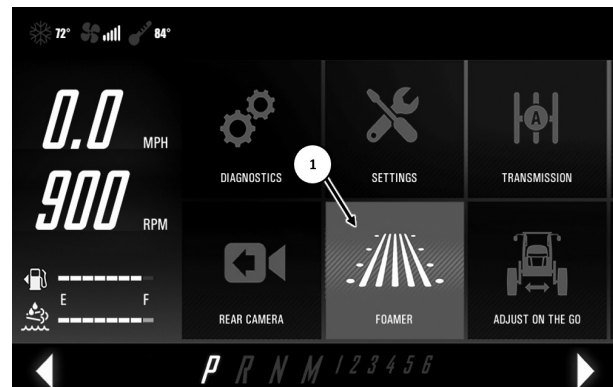 72° 84°
0.0 MPH
900 RPM
E F
DIAGNOSTICS SETTINGS TRANSMISSION
A
1
REAR CAMERA FOAMER ADJUST ON THE GO
P R N M 1 2 3 4 5 6